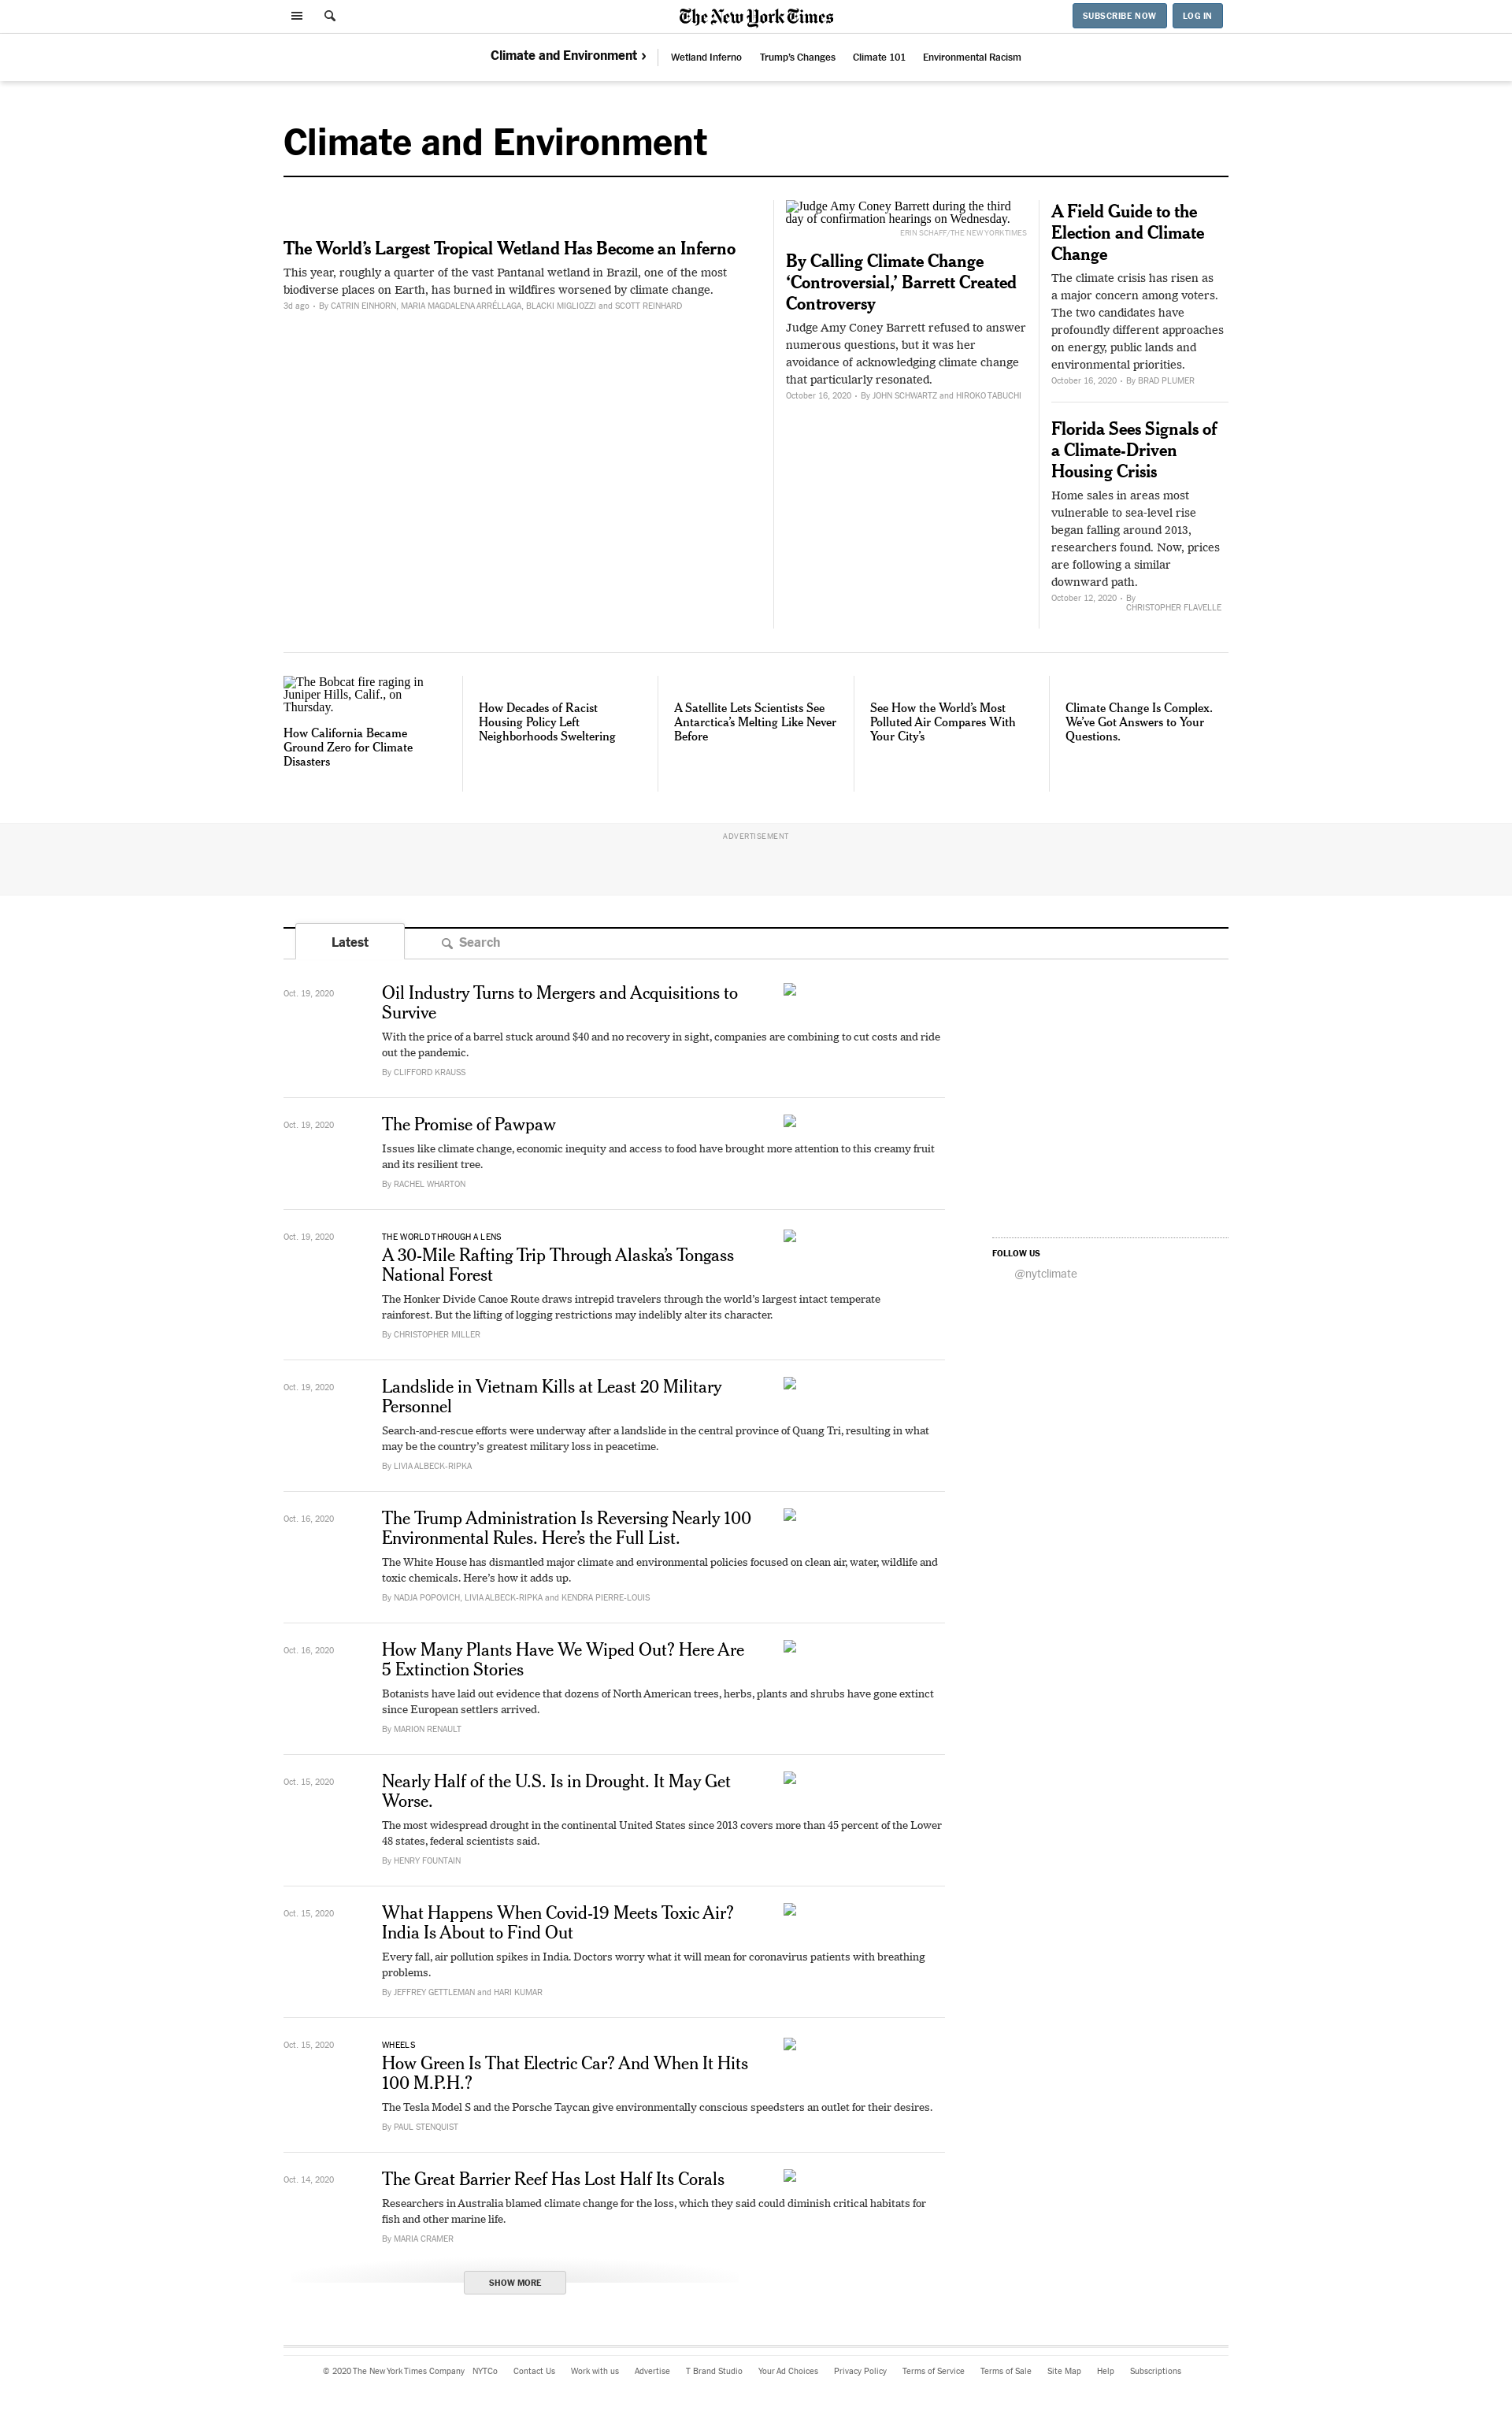 The New York Times
SUBSCRIBE NOW
LOG IN
Climate and Environment ›
Wetland Inferno
Trump's Changes
Climate 101
Environmental Racism
Climate and Environment
The World's Largest Tropical Wetland Has Become an Inferno
This year, roughly a quarter of the vast Pantanal wetland in Brazil, one of the most
biodiverse places on Earth, has burned in wildfires worsened by climate change.
3d ago • By CATRIN EINHORN, MARIA MAGDALENA ARRÉLLAGA, BLACKI MIGLIOZZI and SCOTT REINHARD
Judge Amy Coney Barrett during the third
day of confirmation hearings on Wednesday.
ERIN SCHAFF/THE NEW YORK TIMES
By Calling Climate Change
‘Controversial,’ Barrett Created
Controversy
Judge Amy Coney Barrett refused to answer
numerous questions, but it was her
avoidance of acknowledging climate change
that particularly resonated.
October 16, 2020 • By JOHN SCHWARTZ and HIROKO TABUCHI
A Field Guide to the
Election and Climate
Change
The climate crisis has risen as
a major concern among voters.
The two candidates have
profoundly different approaches
on energy, public lands and
environmental priorities.
October 16, 2020 • By BRAD PLUMER
Florida Sees Signals of
a Climate-Driven
Housing Crisis
Home sales in areas most
vulnerable to sea-level rise
began falling around 2013,
researchers found. Now, prices
are following a similar
downward path.
October 12, 2020 • By
CHRISTOPHER FLAVELLE
The Bobcat fire raging in
Juniper Hills, Calif., on
Thursday.
How California Became
Ground Zero for Climate
Disasters
How Decades of Racist
Housing Policy Left
Neighborhoods Sweltering
A Satellite Lets Scientists See
Antarctica’s Melting Like Never
Before
See How the World’s Most
Polluted Air Compares With
Your City’s
Climate Change Is Complex.
We’ve Got Answers to Your
Questions.
ADVERTISEMENT
Latest
Search
Oct. 19, 2020
Oil Industry Turns to Mergers and Acquisitions to
Survive
With the price of a barrel stuck around $40 and no recovery in sight, companies are combining to cut costs and ride
out the pandemic.
By CLIFFORD KRAUSS
Oct. 19, 2020
The Promise of Pawpaw
Issues like climate change, economic inequity and access to food have brought more attention to this creamy fruit
and its resilient tree.
By RACHEL WHARTON
Oct. 19, 2020
THE WORLD THROUGH A LENS
A 30-Mile Rafting Trip Through Alaska’s Tongass
National Forest
The Honker Divide Canoe Route draws intrepid travelers through the world’s largest intact temperate
rainforest. But the lifting of logging restrictions may indelibly alter its character.
By CHRISTOPHER MILLER
FOLLOW US
@nytclimate
Oct. 19, 2020
Landslide in Vietnam Kills at Least 20 Military
Personnel
Search-and-rescue efforts were underway after a landslide in the central province of Quang Tri, resulting in what
may be the country’s greatest military loss in peacetime.
By LIVIA ALBECK-RIPKA
Oct. 16, 2020
The Trump Administration Is Reversing Nearly 100
Environmental Rules. Here’s the Full List.
The White House has dismantled major climate and environmental policies focused on clean air, water, wildlife and
toxic chemicals. Here’s how it adds up.
By NADJA POPOVICH, LIVIA ALBECK-RIPKA and KENDRA PIERRE-LOUIS
Oct. 16, 2020
How Many Plants Have We Wiped Out? Here Are
5 Extinction Stories
Botanists have laid out evidence that dozens of North American trees, herbs, plants and shrubs have gone extinct
since European settlers arrived.
By MARION RENAULT
Oct. 15, 2020
Nearly Half of the U.S. Is in Drought. It May Get
Worse.
The most widespread drought in the continental United States since 2013 covers more than 45 percent of the Lower
48 states, federal scientists said.
By HENRY FOUNTAIN
Oct. 15, 2020
What Happens When Covid-19 Meets Toxic Air?
India Is About to Find Out
Every fall, air pollution spikes in India. Doctors worry what it will mean for coronavirus patients with breathing
problems.
By JEFFREY GETTLEMAN and HARI KUMAR
Oct. 15, 2020
WHEELS
How Green Is That Electric Car? And When It Hits
100 M.P.H.?
The Tesla Model S and the Porsche Taycan give environmentally conscious speedsters an outlet for their desires.
By PAUL STENQUIST
Oct. 14, 2020
The Great Barrier Reef Has Lost Half Its Corals
Researchers in Australia blamed climate change for the loss, which they said could diminish critical habitats for
fish and other marine life.
By MARIA CRAMER
SHOW MORE
© 2020 The New York Times Company NYTCo Contact Us Work with us Advertise T Brand Studio Your Ad Choices Privacy Policy Terms of Service Terms of Sale Site Map Help Subscriptions